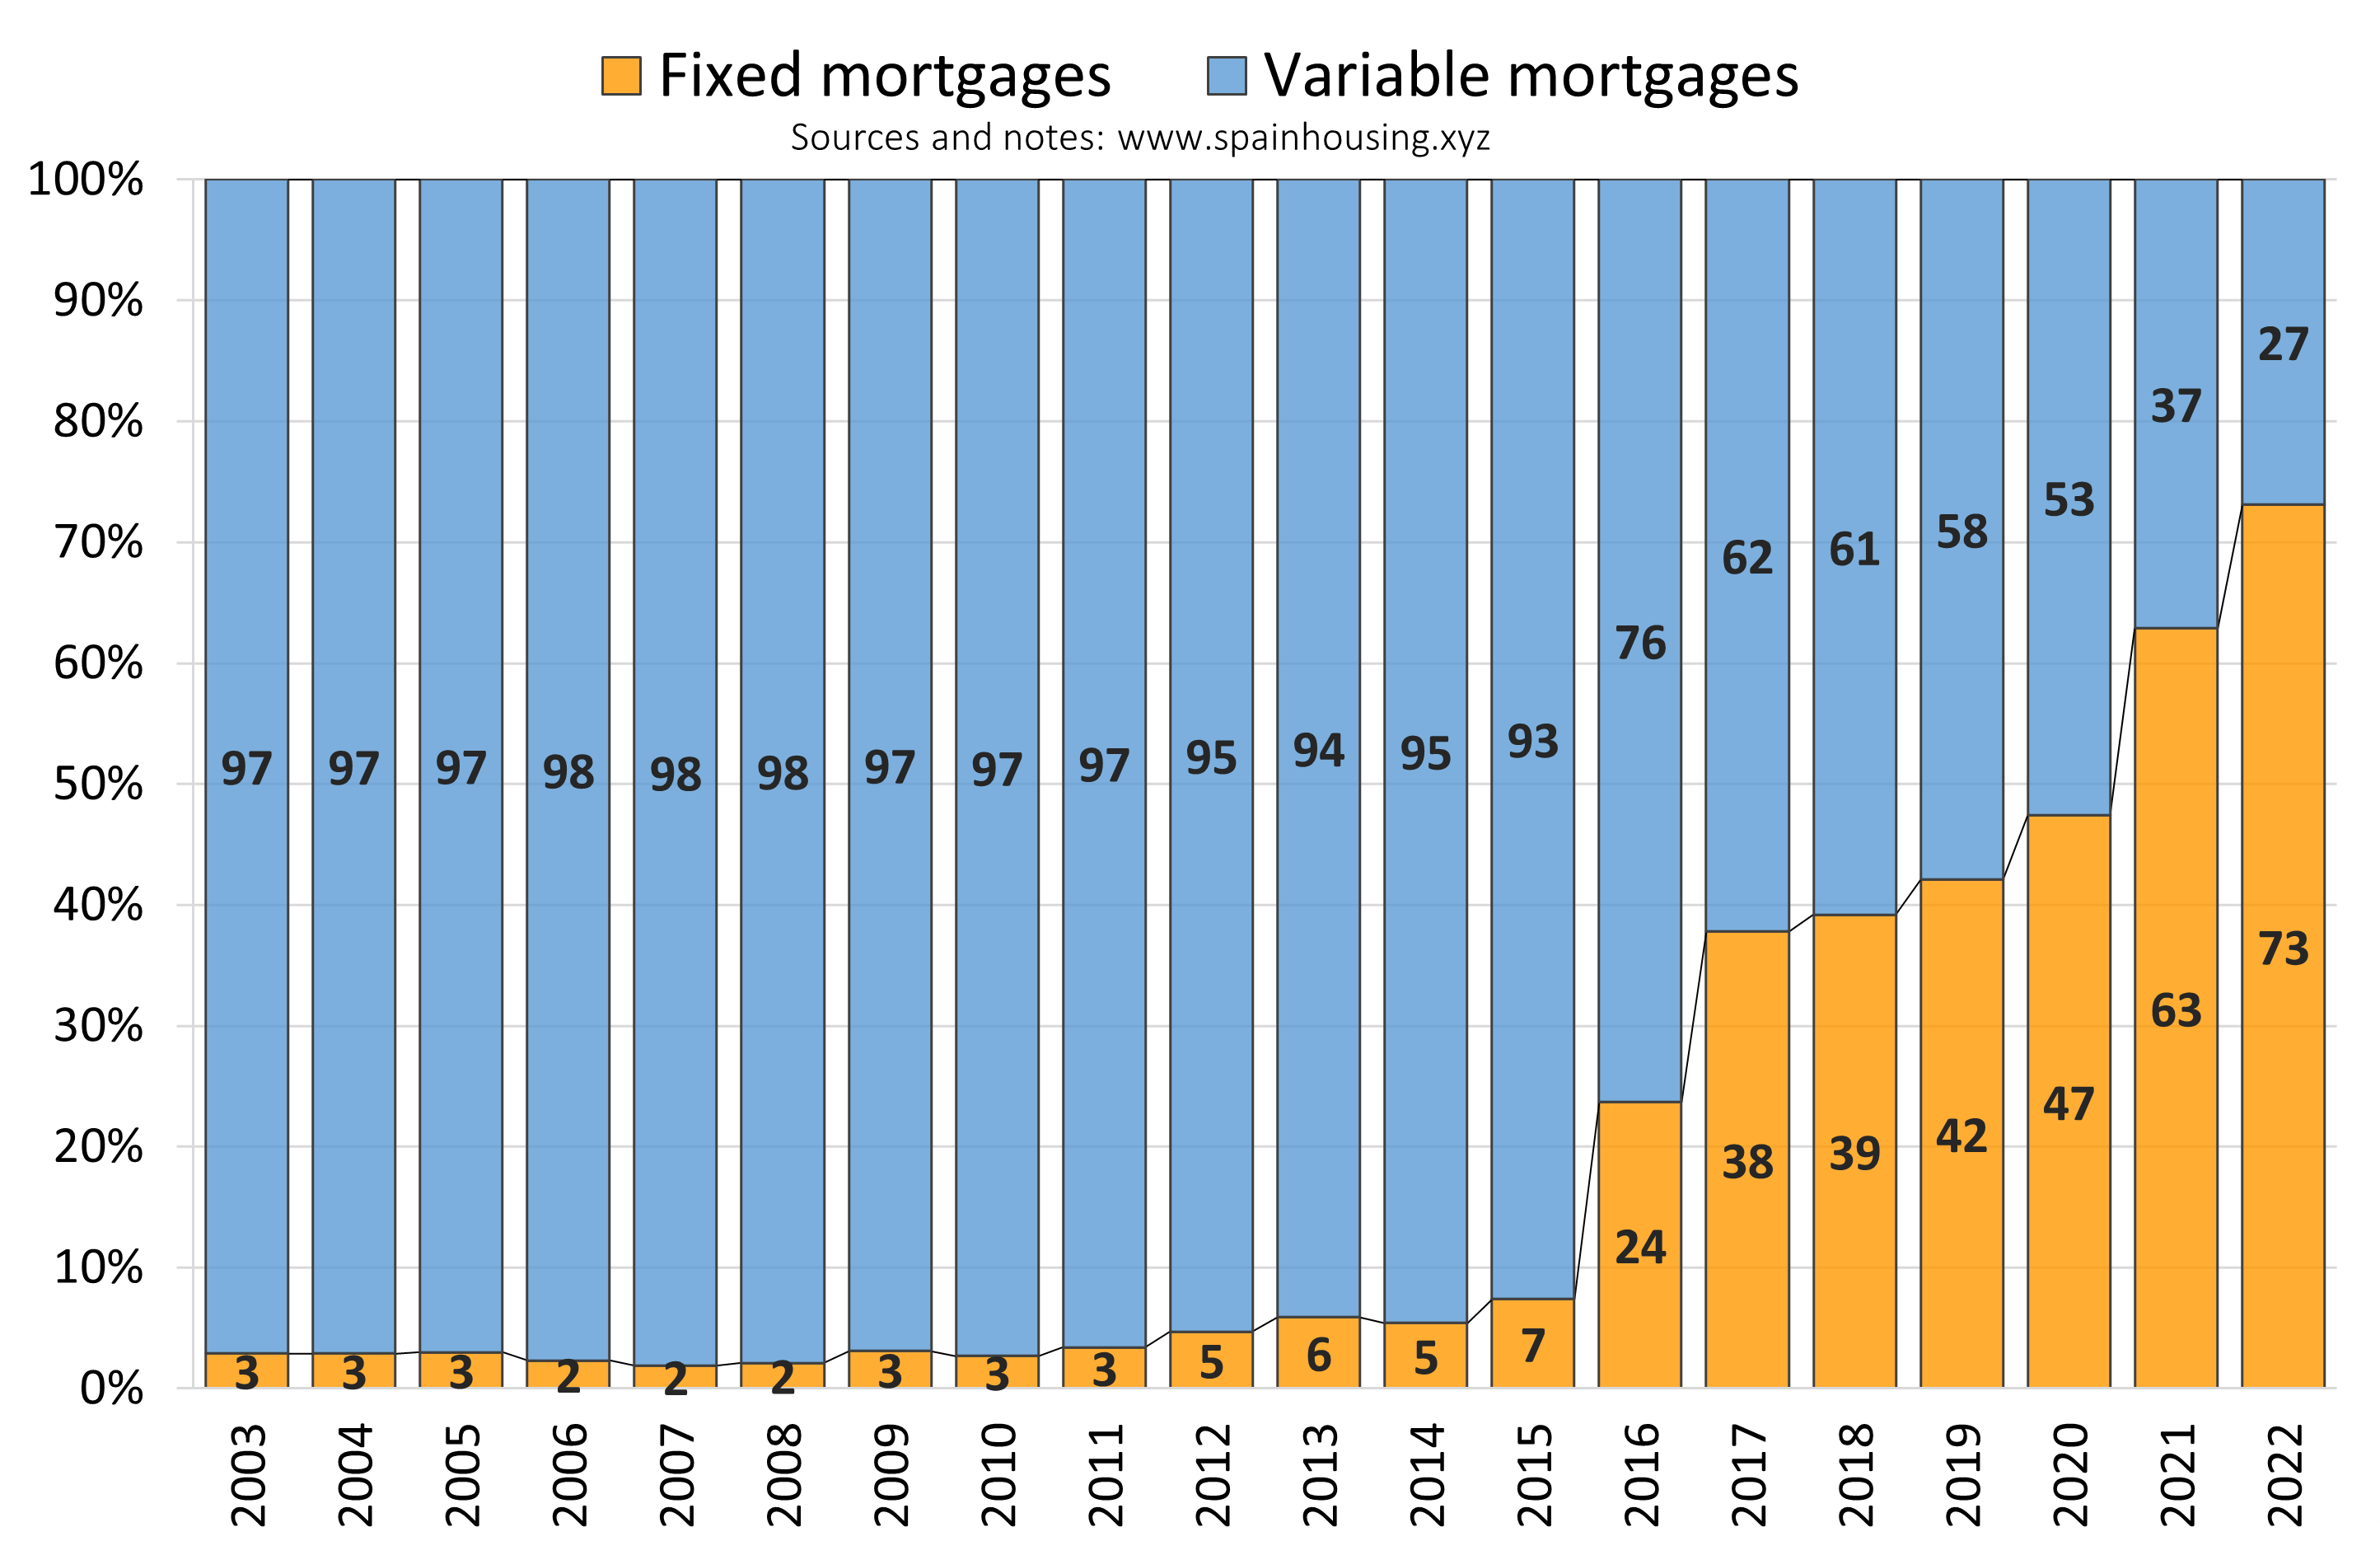 Fixed mortgages Variable mortgages
Sources and notes: www.spainhousing.xyz
100%
90%
80%
70%
60%
50%
40%
30%
20%
10%
0%
97 97 97 98 98 98 97 97 97 95 94 95 93 76 62 61 58 53 37 27
3 3 3 2 2 2 3 3 3 5 6 5 7 24 38 39 42 47 63 73
2003 2004 2005 2006 2007 2008 2009 2010 2011 2012 2013 2014 2015 2016 2017 2018 2019 2020 2021 2022